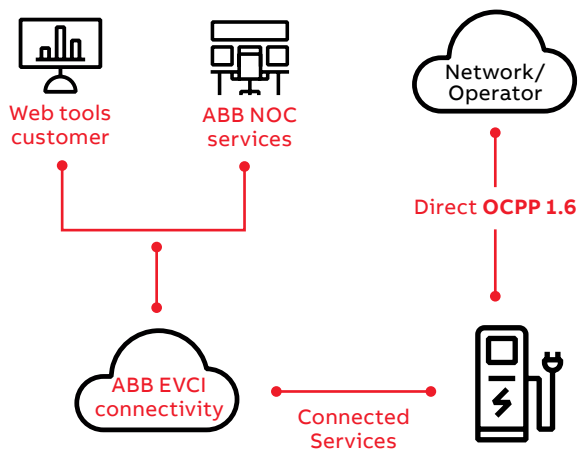 Web tools
customer
ABB NOC
services
Network/
Operator
Direct OCPP 1.6
ABB EVCI
connectivity
Connected
Services